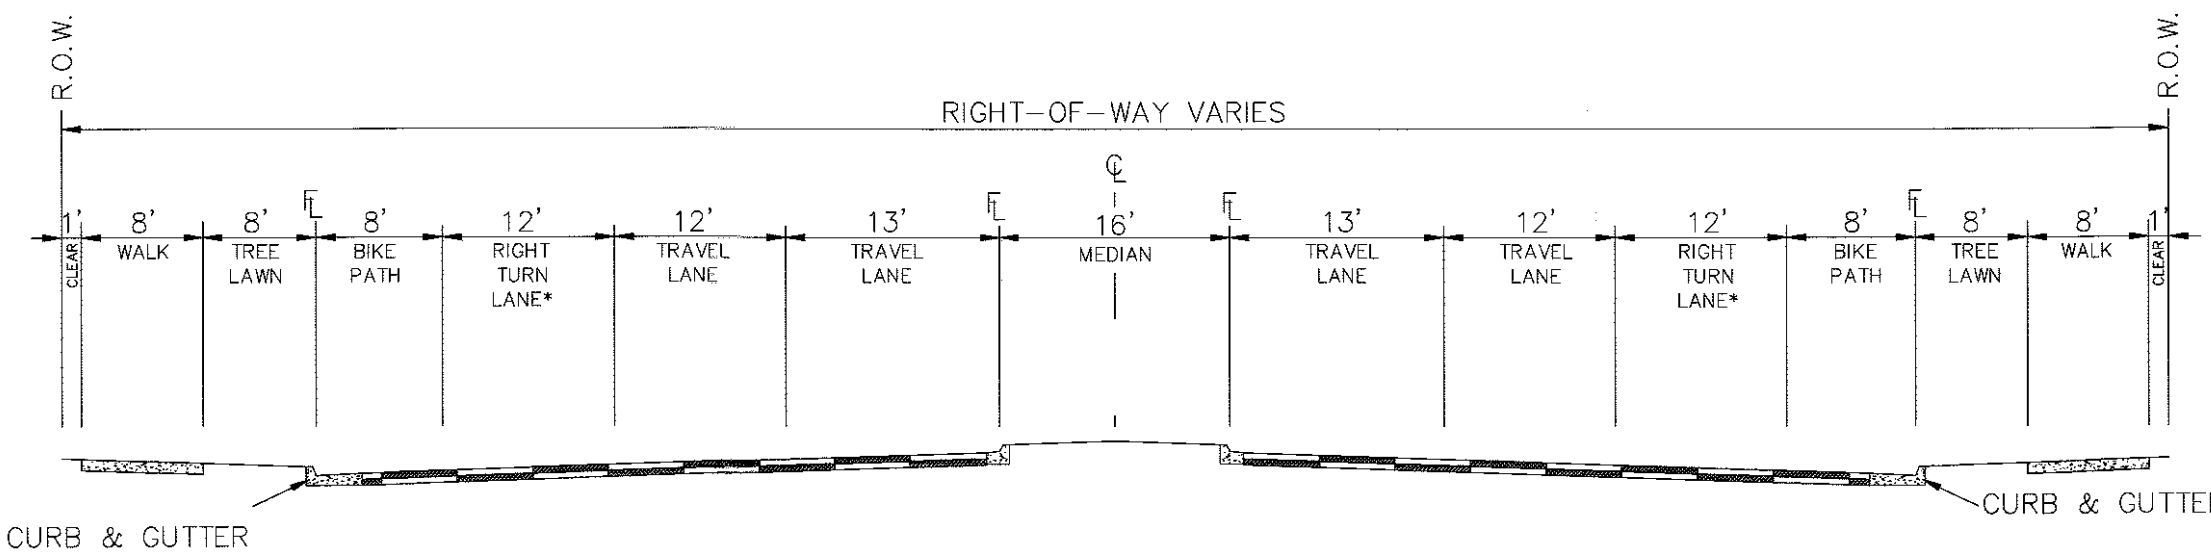 R.O.W.
R.O.W.
RIGHT-OF-WAY VARIES
CL
FL
FL
FL
FL
1' 8' 8' 8' 12' 12' 13' 16' 13' 12' 12' 8' 8' 8' 1'
CLEAR
WALK
TREE
LAWN
BIKE
PATH
RIGHT
TURN
LANE*
TRAVEL
LANE
TRAVEL
LANE
MEDIAN
TRAVEL
LANE
TRAVEL
LANE
RIGHT
TURN
LANE*
BIKE
PATH
TREE
LAWN
WALK
CLEAR
CURB & GUTTER
CURB & GUTTER